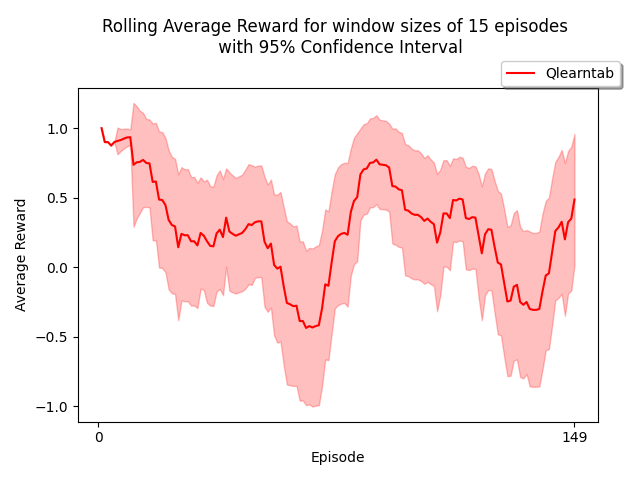 Rolling Average Reward for window sizes of 15 episodes
with 95% Confidence Interval
Qlearntab
1.0
0.5
0.0
−0.5
−1.0
Average Reward
0
149
Episode